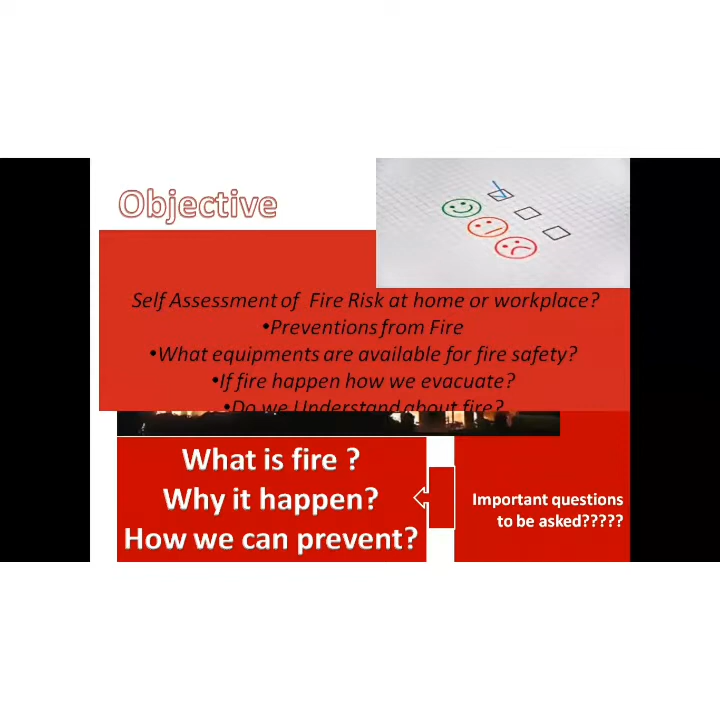 Objective
Self Assessment of Fire Risk at home or workplace?
•Preventions from Fire
•What equipments are available for fire safety?
•If fire happen how we evacuate?
•Do we Understand about fire?
What is fire ?
Why it happen?
How we can prevent?
Important questions
to be asked?????